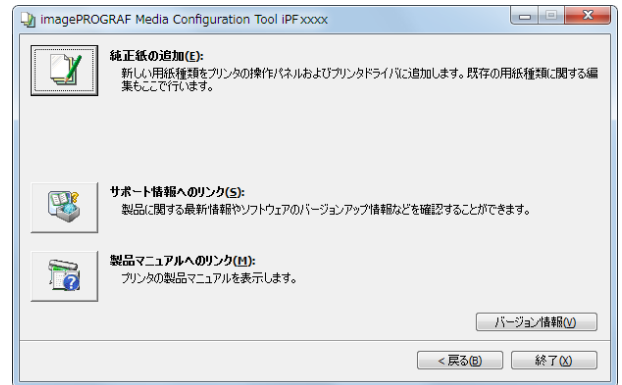 imagePROGRAF Media Configuration Tool iPFxxxx
純正紙の追加(E):
新しい用紙種類をプリンタの操作パネルおよびプリンタドライバに追加します。既存の用紙種類に関する編
集もここで行います。
サポート情報へのリンク(S):
製品に関する最新情報やソフトウェアのバージョンアップ情報などを確認することができます。
製品マニュアルへのリンク(M):
プリンタの製品マニュアルを表示します。
バージョン情報(V)
< 戻る(B)
終了(X)